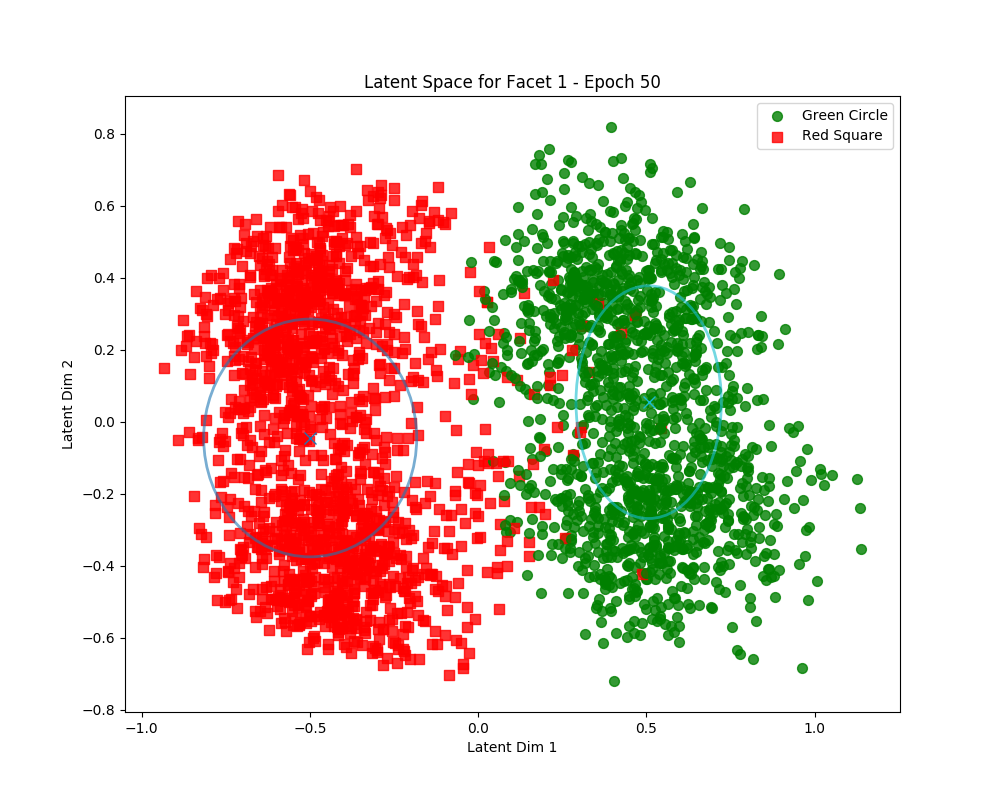 Latent Space for Facet 1 - Epoch 50
Green Circle
Red Square
0.8
0.6
0.4
0.2
0.0
−0.2
−0.4
−0.6
−0.8
Latent Dim 2
−1.0
−0.5
0.0
0.5
1.0
Latent Dim 1